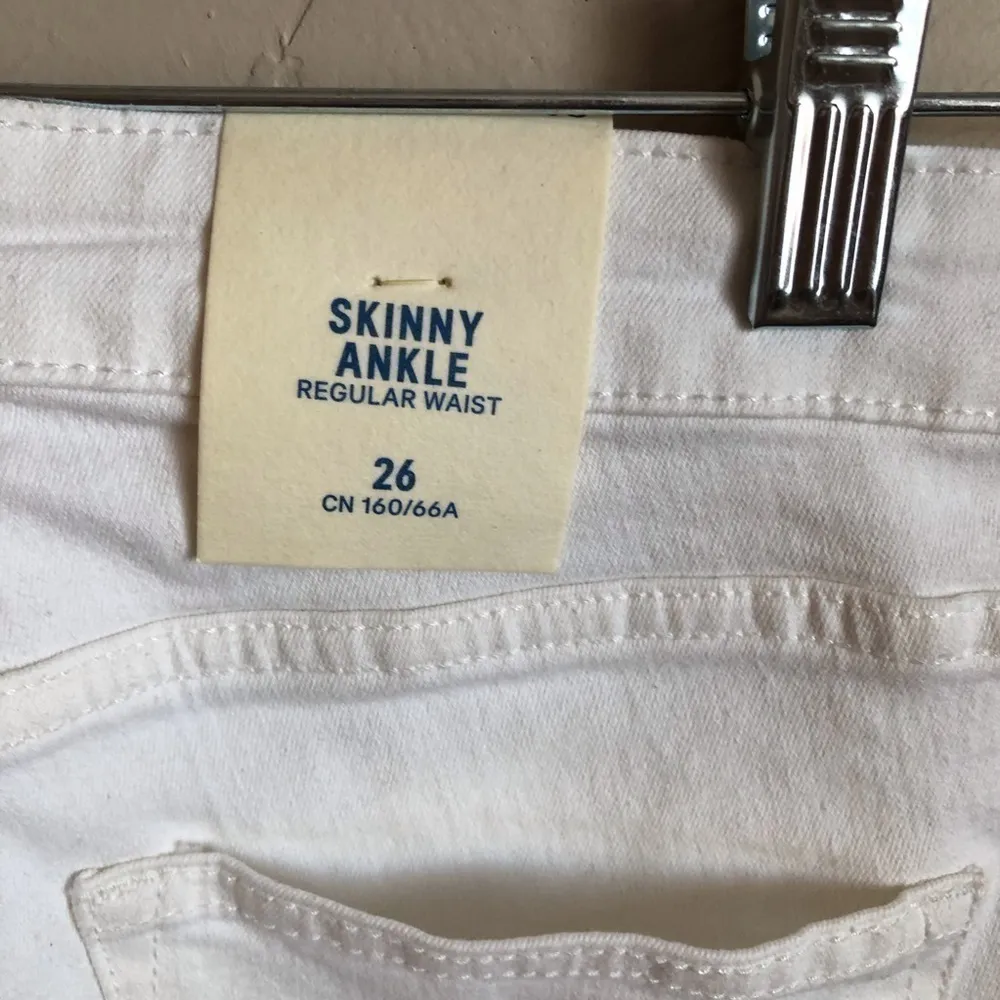 SKINNY
ANKLE
REGULAR WAIST
26
CN 160/66A